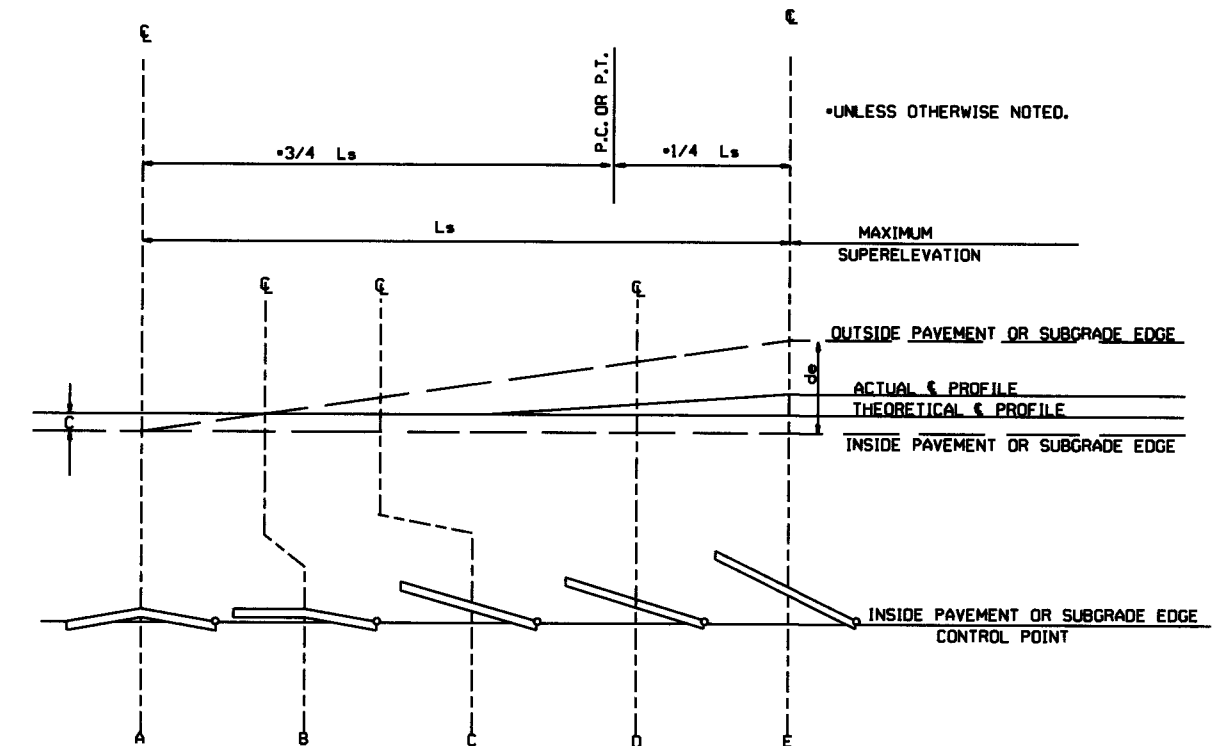 ℄
℄
P.C. OR P.T.
*UNLESS OTHERWISE NOTED.
*3/4 Ls
*1/4 Ls
Ls
MAXIMUM
SUPERELEVATION
℄
℄
℄
OUTSIDE PAVEMENT OR SUBGRADE EDGE
de
ACTUAL ℄ PROFILE
THEORETICAL ℄ PROFILE
C
INSIDE PAVEMENT OR SUBGRADE EDGE
INSIDE PAVEMENT OR SUBGRADE EDGE
CONTROL POINT
A
B
C
D
E